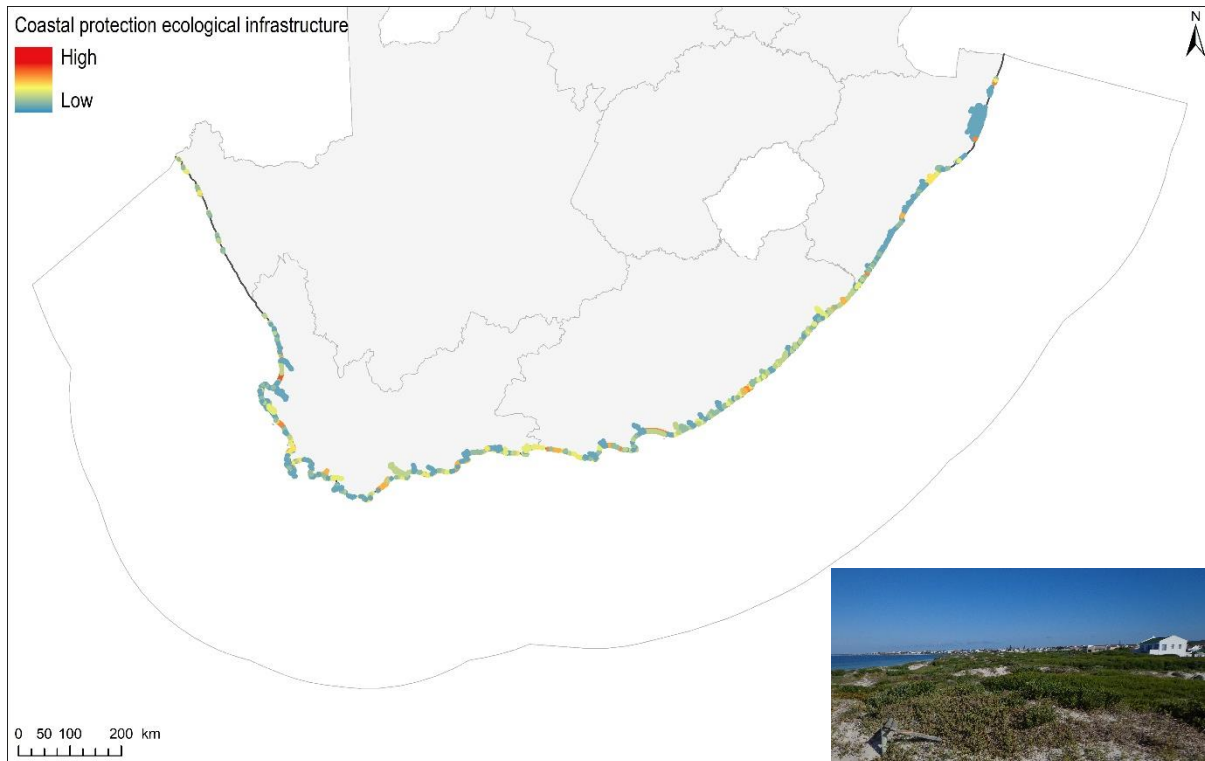 Coastal protection ecological infrastructure
High
Low
N
0 50 100 200 km